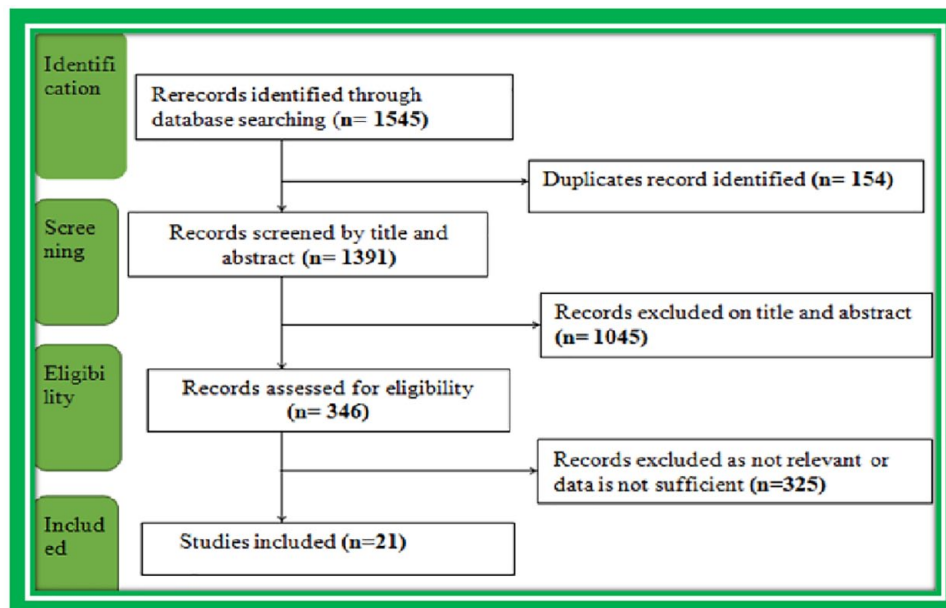 Identifi
cation
Rerecords identified through
database searching (n= 1545)
Duplicates record identified (n= 154)
Scree
ning
Records screened by title and
abstract (n= 1391)
Records excluded on title and abstract
(n= 1045)
Eligibi
lity
Records assessed for eligibility
(n= 346)
Records excluded as not relevant or
data is not sufficient (n=325)
Includ
ed
Studies included (n=21)